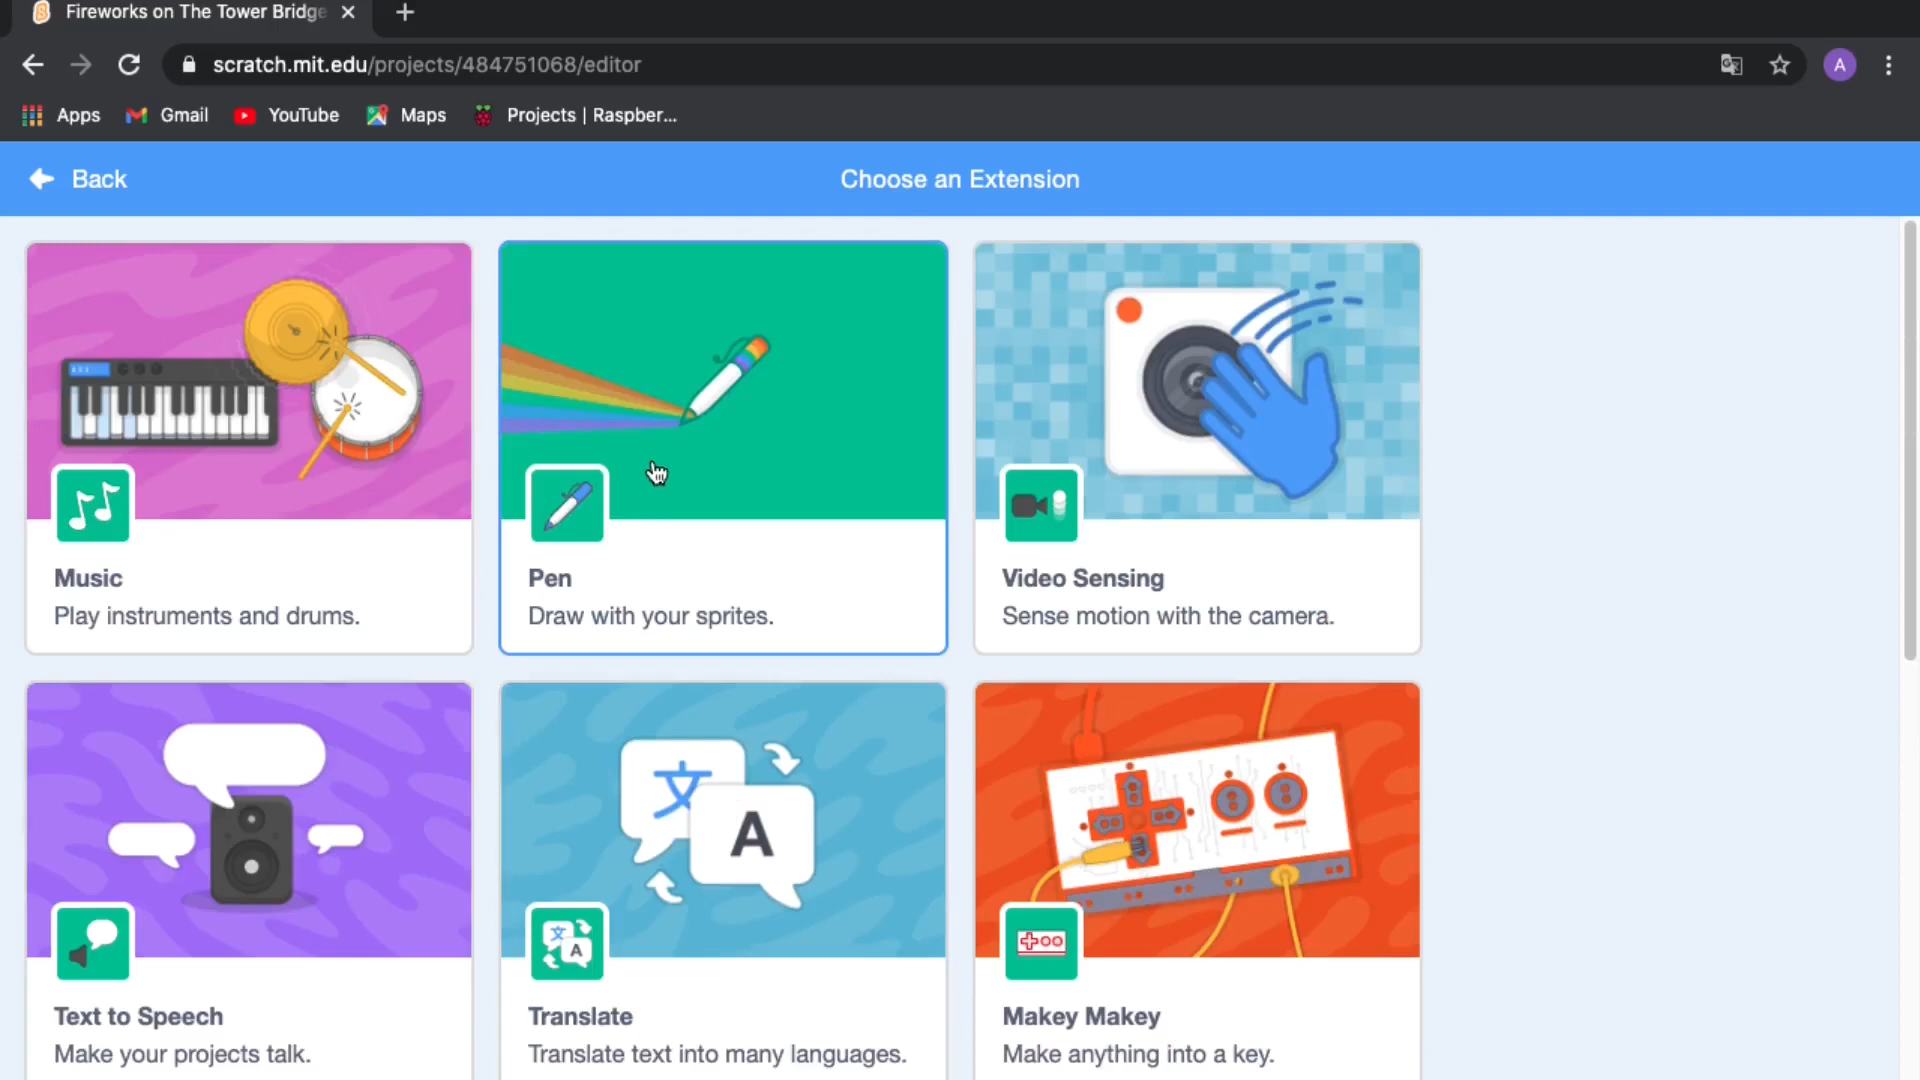 Fireworks on The Tower Bridge
scratch.mit.edu/projects/484751068/editor
A
Apps
Gmail
YouTube
Maps
Projects | Raspber...
Back
Choose an Extension
Music
Play instruments and drums.
Pen
Draw with your sprites.
Video Sensing
Sense motion with the camera.
文
A
文
A
Text to Speech
Make your projects talk.
Translate
Translate text into many languages.
Makey Makey
Make anything into a key.